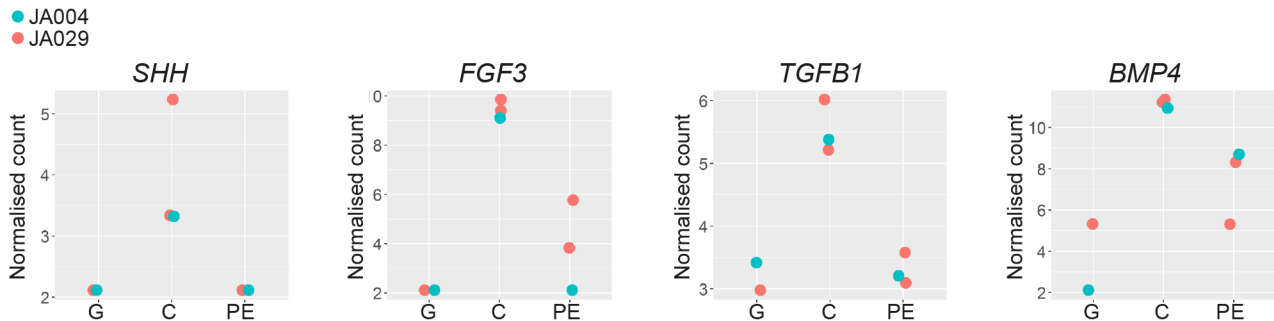 JA004
JA029
SHH
FGF3
TGFB1
BMP4
Normalised count
5
4
3
2
G
C
PE
Normalised count
0
8
6
4
2
G
C
PE
Normalised count
6
5
4
3
G
C
PE
Normalised count
10
8
6
4
2
G
C
PE